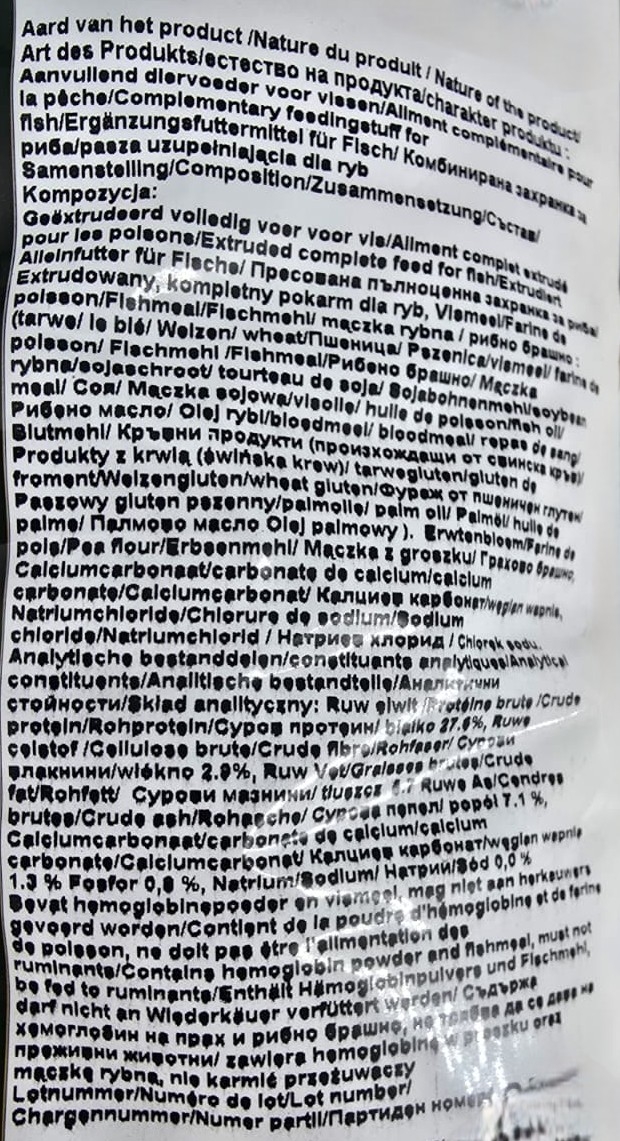 Aard van het product /Nature du produit / Nature of the product/
Art des Produkts/естество на продукта/charakter produktu :
Aanvullend diervoeder voor vissen/Aliment complémentaire pour
la pêche/Complementary feedingstuff for
fish/Ergänzungsfuttermittel für Fisch/ Комбинирана захранка за
риба/pasza uzupełniająjacia dla ryb
Samenstelling/Composition/Zusammensetzung/Състав/
Kompozycja:
Geëxtrudeerd volledig voer voor vis/Aliment complet extrudé
pour les poisons/Extruded complete feed for fish/Extrudiert
Alleinfutter für Fische/ Пресована пълноценна захранка за риба/
Extrudowany, kompletny pokarm dla ryb, Vismeel/Farine de
poisson/Fishmeal/Fischmehl/ mączka rybna / рибно брашно :
(tarwe/ le blé/ Weizen/ wheat/Пшеница/ Pszenica/vismeel/ farine de
poisson/ Fischmehl /Fishmeal/Рибено брашно/ Mączka
rybna/sojaschroot/ tourteau de soja/ Sojabohnenmehl/soybean
meal/ Соя/ Mączka sojowa/visolie/ huile de poisson/fish oil/
Рибено масло/ Olej rybi/bloedmeel/ bloodmeal/ repas de sang/
Blutmehl/ Кръвни продукти (произхождащи от свинска кръв)/
Produkty z krwią (świńska krew)/ tarwegluten/gluten de
froment/Weizengluten/wheat gluten/Фураж от пшеничен глутен/
Paszowy gluten pszenny/palmolie/ palm oil/ Palmöl/ huile de
palme/ Палмово масло Olej palmowy ). Erwtenbloem/Farine de
pois/Pea flour/Erbsenmehl/ Mączka z groszku/ Грахово брашно,
Calciumcarbonaat/carbonate de calcium/calcium
carbonate/Calciumcarbonat/ Калциев карбонат/węglan wapnia,
Natriumchloride/Chlorure de sodium/Sodium
chloride/Natriumchlorid / Натриев хлорид / Chlorek sodu.
Analytische bestanddelen/constituants analytiques/Analytical
constituents/Analitische bestandteile/Аналитични
стойности/Skład analityczny: Ruw eiwit /Protéine brute /Crude
protein/Rohprotein/Суров протеин/ białko 27.6%, Ruwe
celstof /Cellulose brute/Crude fibre/Rohfaser/ Сурови
влакнини/włókno 2.9%, Ruw Vet/Graisses brutes/Crude
fat/Rohfett/ Сурови мазнини/ tłuszcz 6.7 Ruwe As/Cendres
brutes/Crude ash/Rohasche/ Сурова пепел/ popół 7.1 %,
Calciumcarbonaat/carbonate de calcium/calcium
carbonate/Calciumcarbonat/ Калциев карбонат/węglan wapnia
1.3 % Fosfor 0,8 %, Natrium/Sodium/ Натрий/Sód 0,0 %
Bevat hemoglobinepoeder en vismeel, mag niet aan herkauwers
gevoerd worden/Contient de la poudre d'hémoglobine et de farine
de poisson, ne doit pas être l'alimentation des
ruminants/Contains hemoglobin powder and fishmeal, must not
be fed to ruminants/Enthält Hämoglobinpulvers und Fischmehl,
darf nicht an Wiederkäuer verfüttert werden/ Съдържа
хемоглобин на прах и рибно брашно, не трябва да се дава на
преживни животни/ zawiera hemoglobinę w proszku oraz
mączkę rybną, nie karmić przeżuwaczy
Lotnummer/Numéro de lot/Lot number/
Chargennummer/Numer partii/Партиден номер/